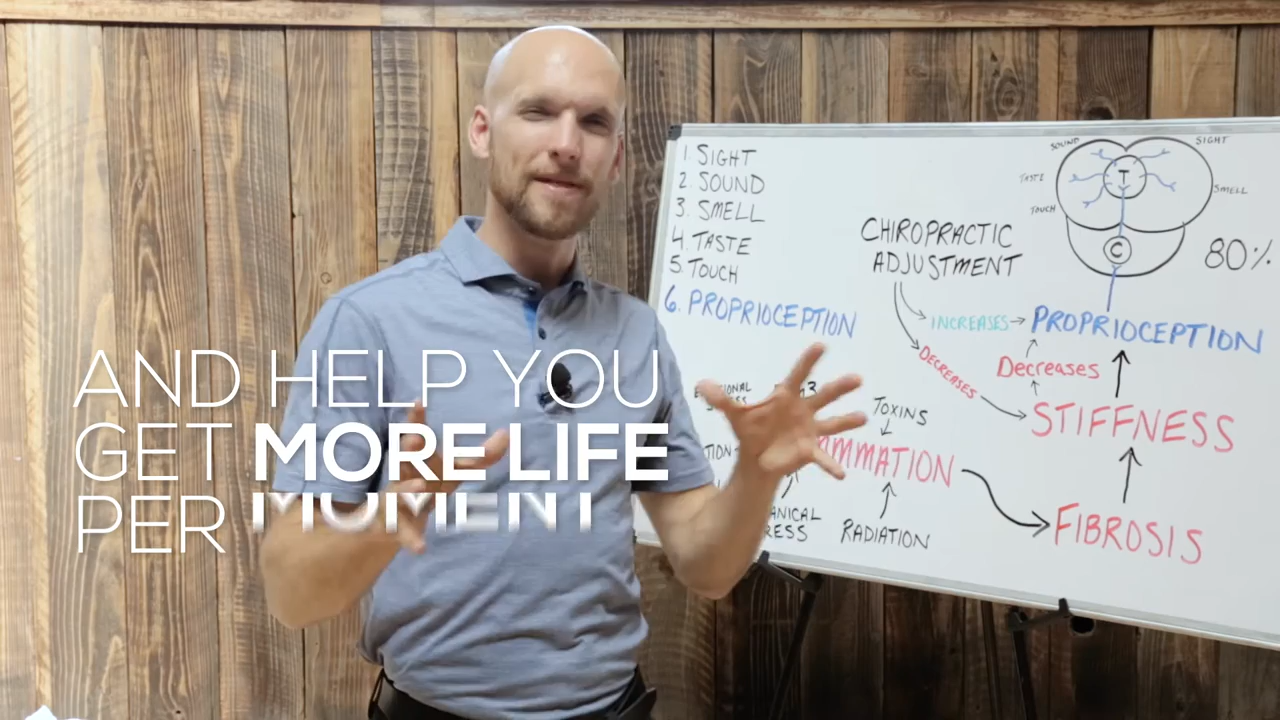 AND HELP YOU
GET MORE LIFE
PER MOMENT
1. SIGHT
2. SOUND
3. SMELL
4. TASTE
5. TOUCH
6. PROPRIOCEPTION
CHIROPRACTIC
ADJUSTMENT
INCREASES
DECREASES
SOUND
SIGHT
TASTE
SMELL
TOUCH
T
C
80%
PROPRIOCEPTION
Decreases
STIFFNESS
FIBROSIS
TOXINS
RADIATION